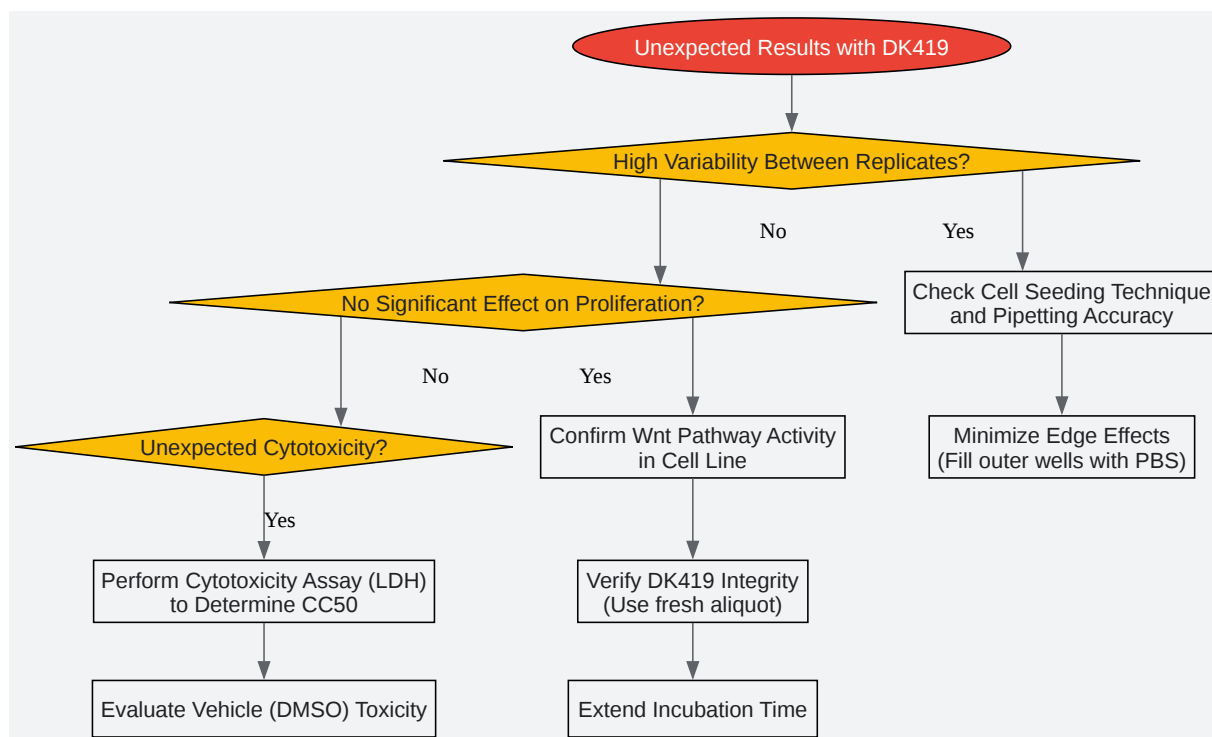 Unexpected Results with DK419
High Variability Between Replicates?
No
Yes
No Significant Effect on Proliferation?
Check Cell Seeding Technique
and Pipetting Accuracy
No
Yes
Unexpected Cytotoxicity?
Confirm Wnt Pathway Activity
in Cell Line
Minimize Edge Effects
(Fill outer wells with PBS)
Yes
Perform Cytotoxicity Assay (LDH)
to Determine CC50
Verify DK419 Integrity
(Use fresh aliquot)
Evaluate Vehicle (DMSO) Toxicity
Extend Incubation Time